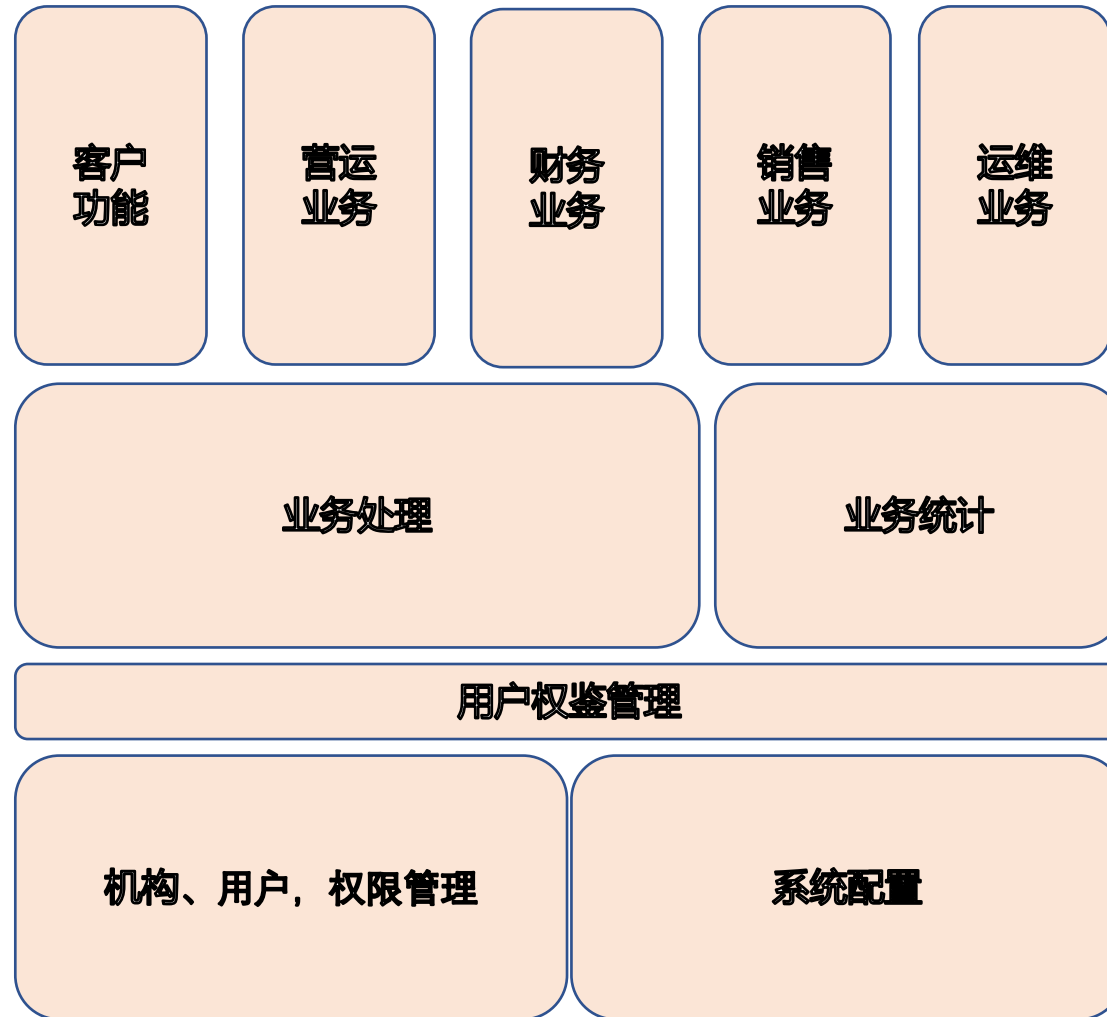 客户
功能
营运
业务
财务
业务
销售
业务
运维
业务
业务处理
业务统计
用户权鉴管理
机构、用户，权限管理
系统配置